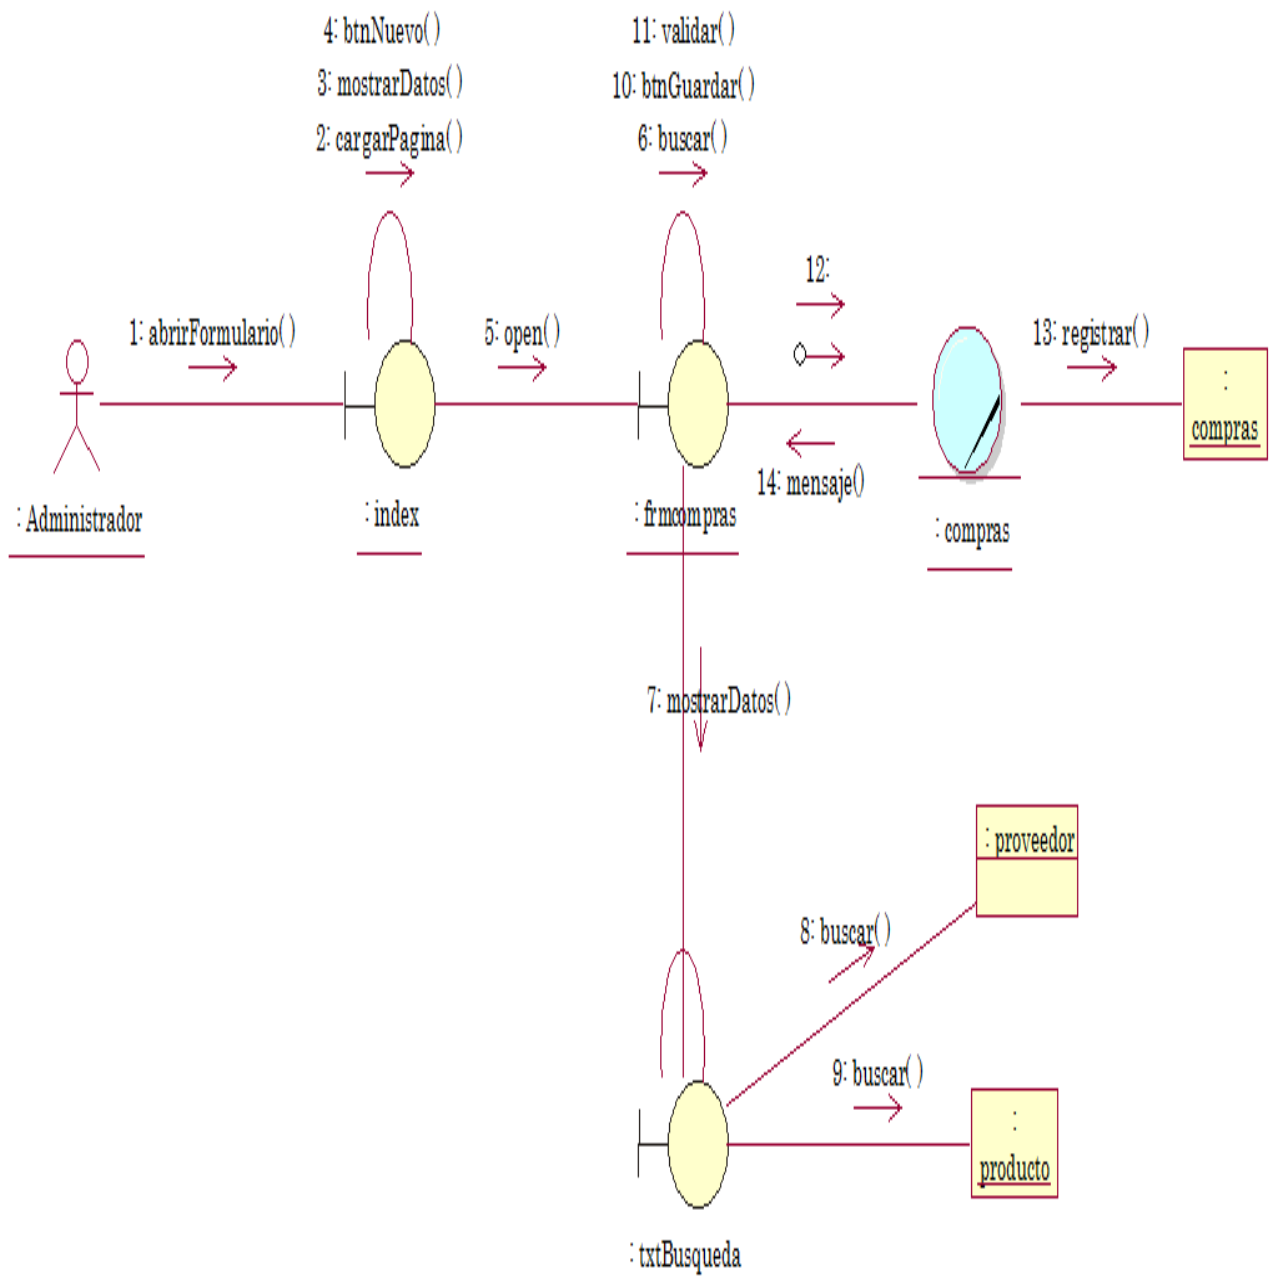 4: btnNuevo( )
3: mostrarDatos( )
2: cargarPagina( )
11: validar( )
10: btnGuardar( )
6: buscar( )
12:
1: abrirFormulario( )
5: open( )
13: registrar( )
:
compras
14: mensaje()
: Administrador
: index
: frmcompras
: compras
7: mostrarDatos( )
: proveedor
8: buscar( )
9: buscar( )
:
producto
: txtBusqueda